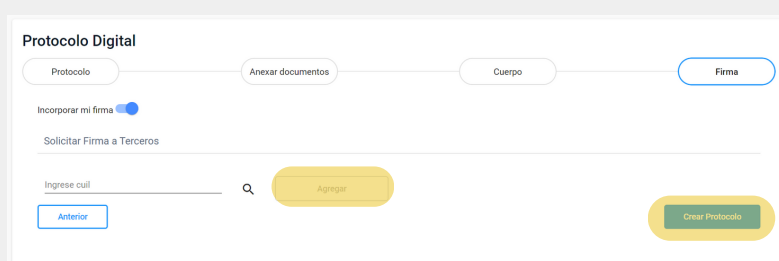 Protocolo Digital
Protocolo
Anexar documentos
Cuerpo
Firma
Incorporar mi firma
Solicitar Firma a Terceros
Ingrese cuil
Agregar
Anterior
Crear Protocolo